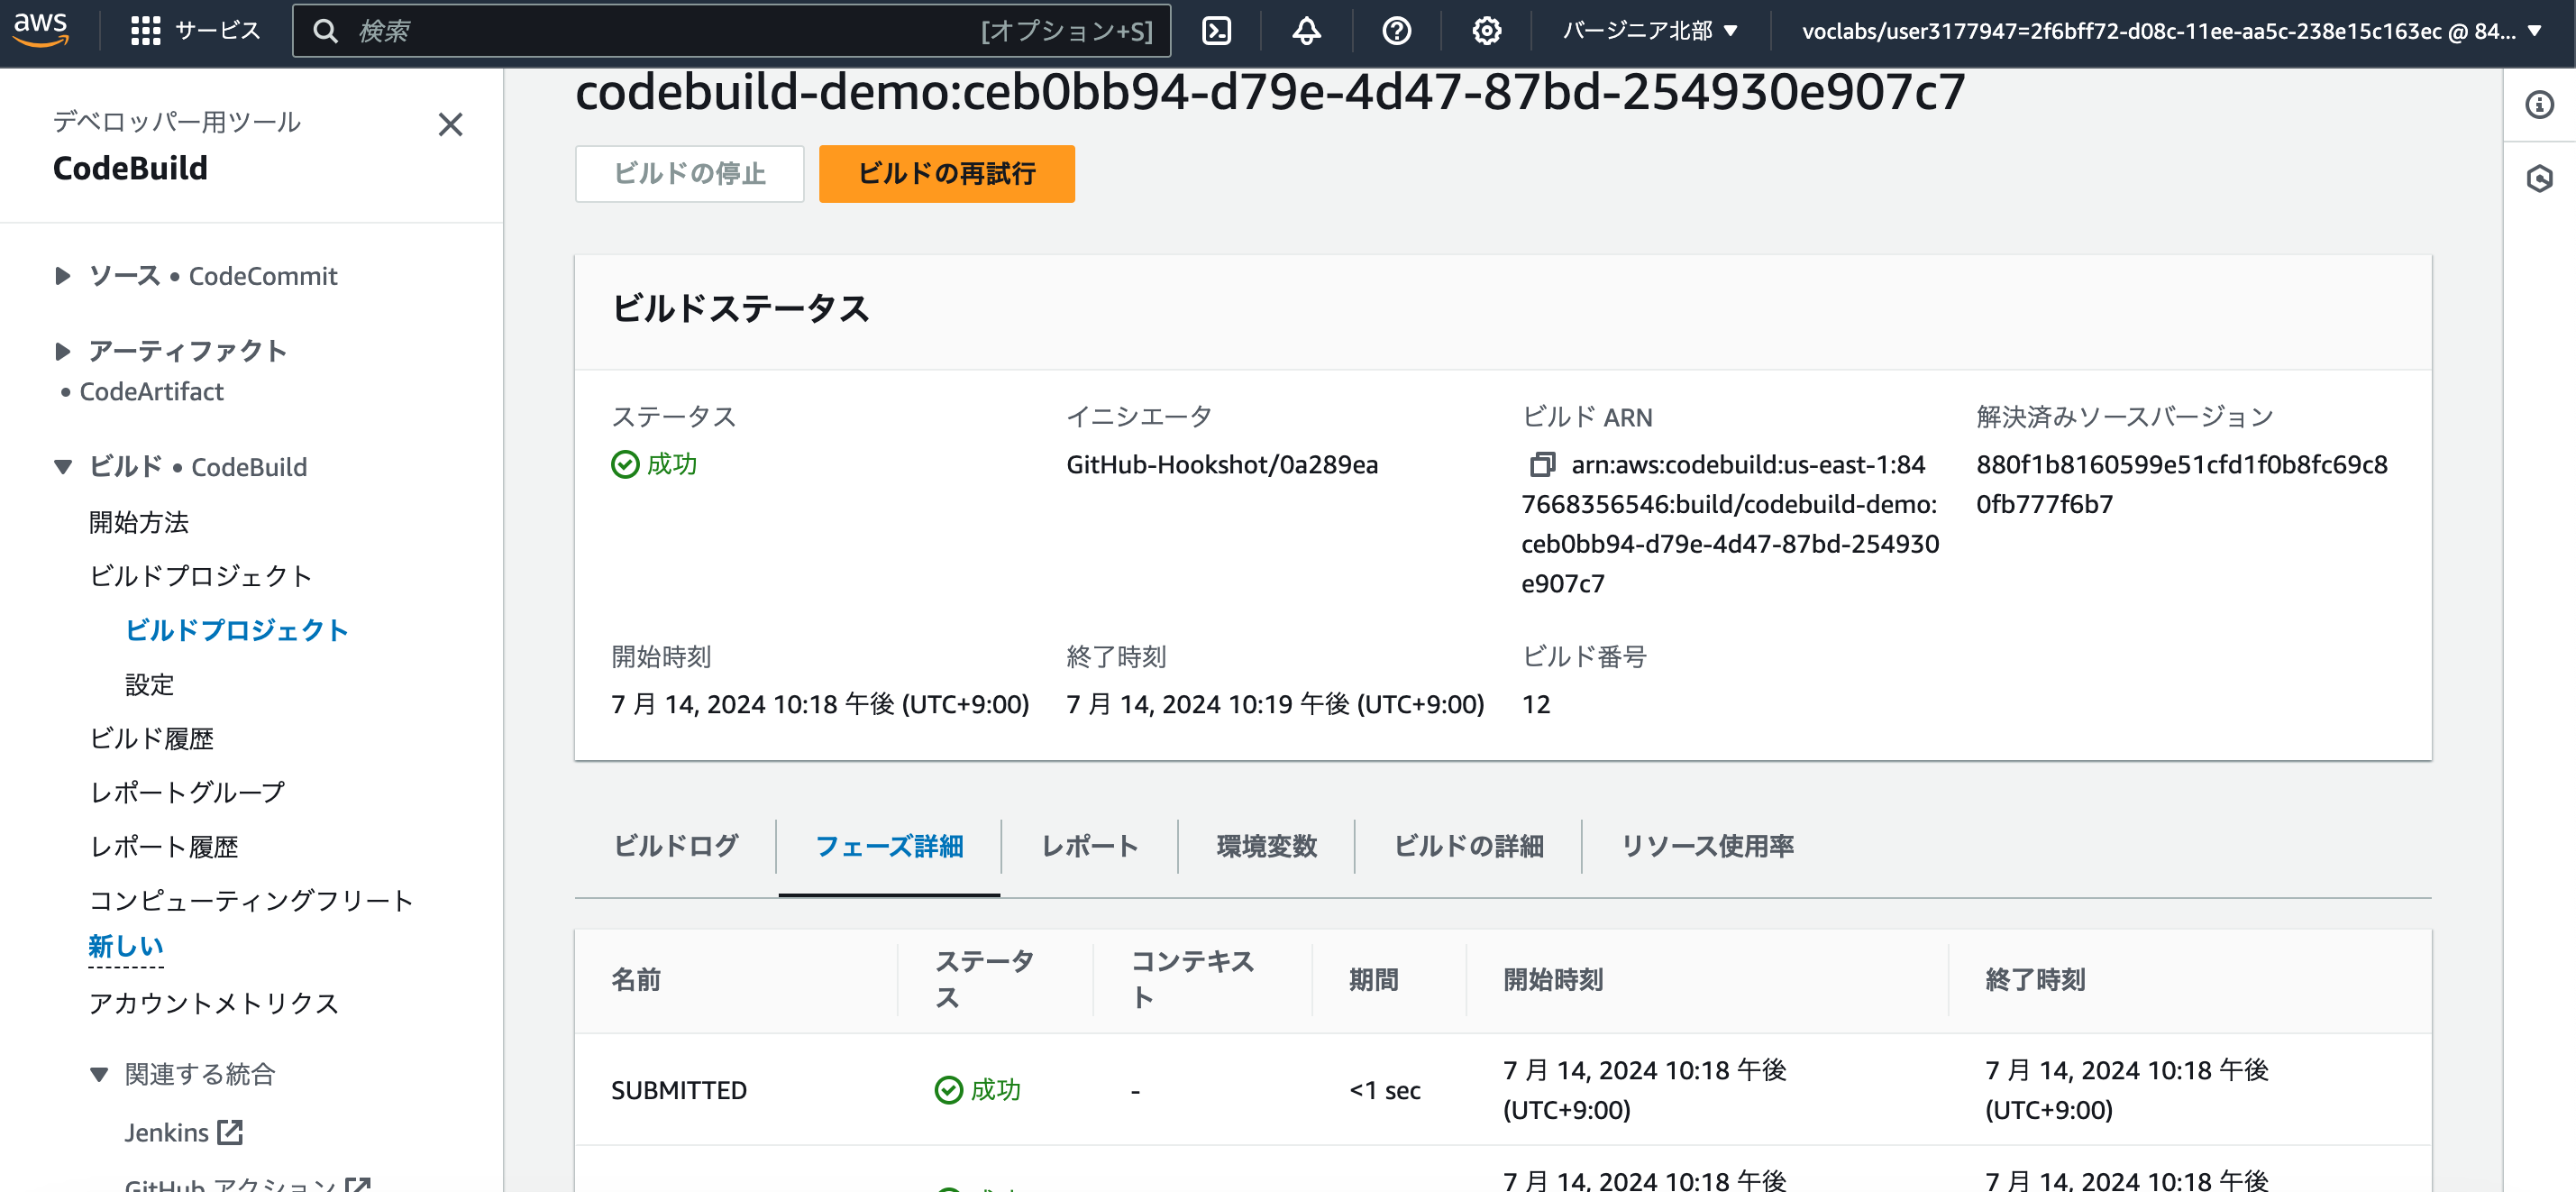 aws
サービス
検索
[オプション+S]
バージニア北部
voclabs/user3177947=2f6bff72-d08c-11ee-aa5c-238e15c163ec @ 84...
デベロッパー用ツール
CodeBuild
ソース • CodeCommit
アーティファクト
• CodeArtifact
ビルド • CodeBuild
開始方法
ビルドプロジェクト
ビルドプロジェクト
設定
ビルド履歴
レポートグループ
レポート履歴
コンピューティングフリート
新しい
アカウントメトリクス
関連する統合
Jenkins
GitHub アクション
codebuild-demo:ceb0bb94-d79e-4d47-87bd-254930e907c7
ビルドの停止
ビルドの再試行
ビルドステータス
ステータス
成功
イニシエータ
GitHub-Hookshot/0a289ea
ビルド ARN
arn:aws:codebuild:us-east-1:84
7668356546:build/codebuild-demo:
ceb0bb94-d79e-4d47-87bd-254930
e907c7
解決済みソースバージョン
880f1b8160599e51cfd1f0b8fc69c8
0fb777f6b7
開始時刻
7 月 14, 2024 10:18 午後 (UTC+9:00)
終了時刻
7 月 14, 2024 10:19 午後 (UTC+9:00)
ビルド番号
12
ビルドログ
フェーズ詳細
レポート
環境変数
ビルドの詳細
リソース使用率
名前
ステータ
ス
コンテキス
ト
期間
開始時刻
終了時刻
SUBMITTED
成功
-
<1 sec
7 月 14, 2024 10:18 午後
(UTC+9:00)
7 月 14, 2024 10:18 午後
(UTC+9:00)
7 月 14, 2024 10:18 午後
7 月 14, 2024 10:18 午後